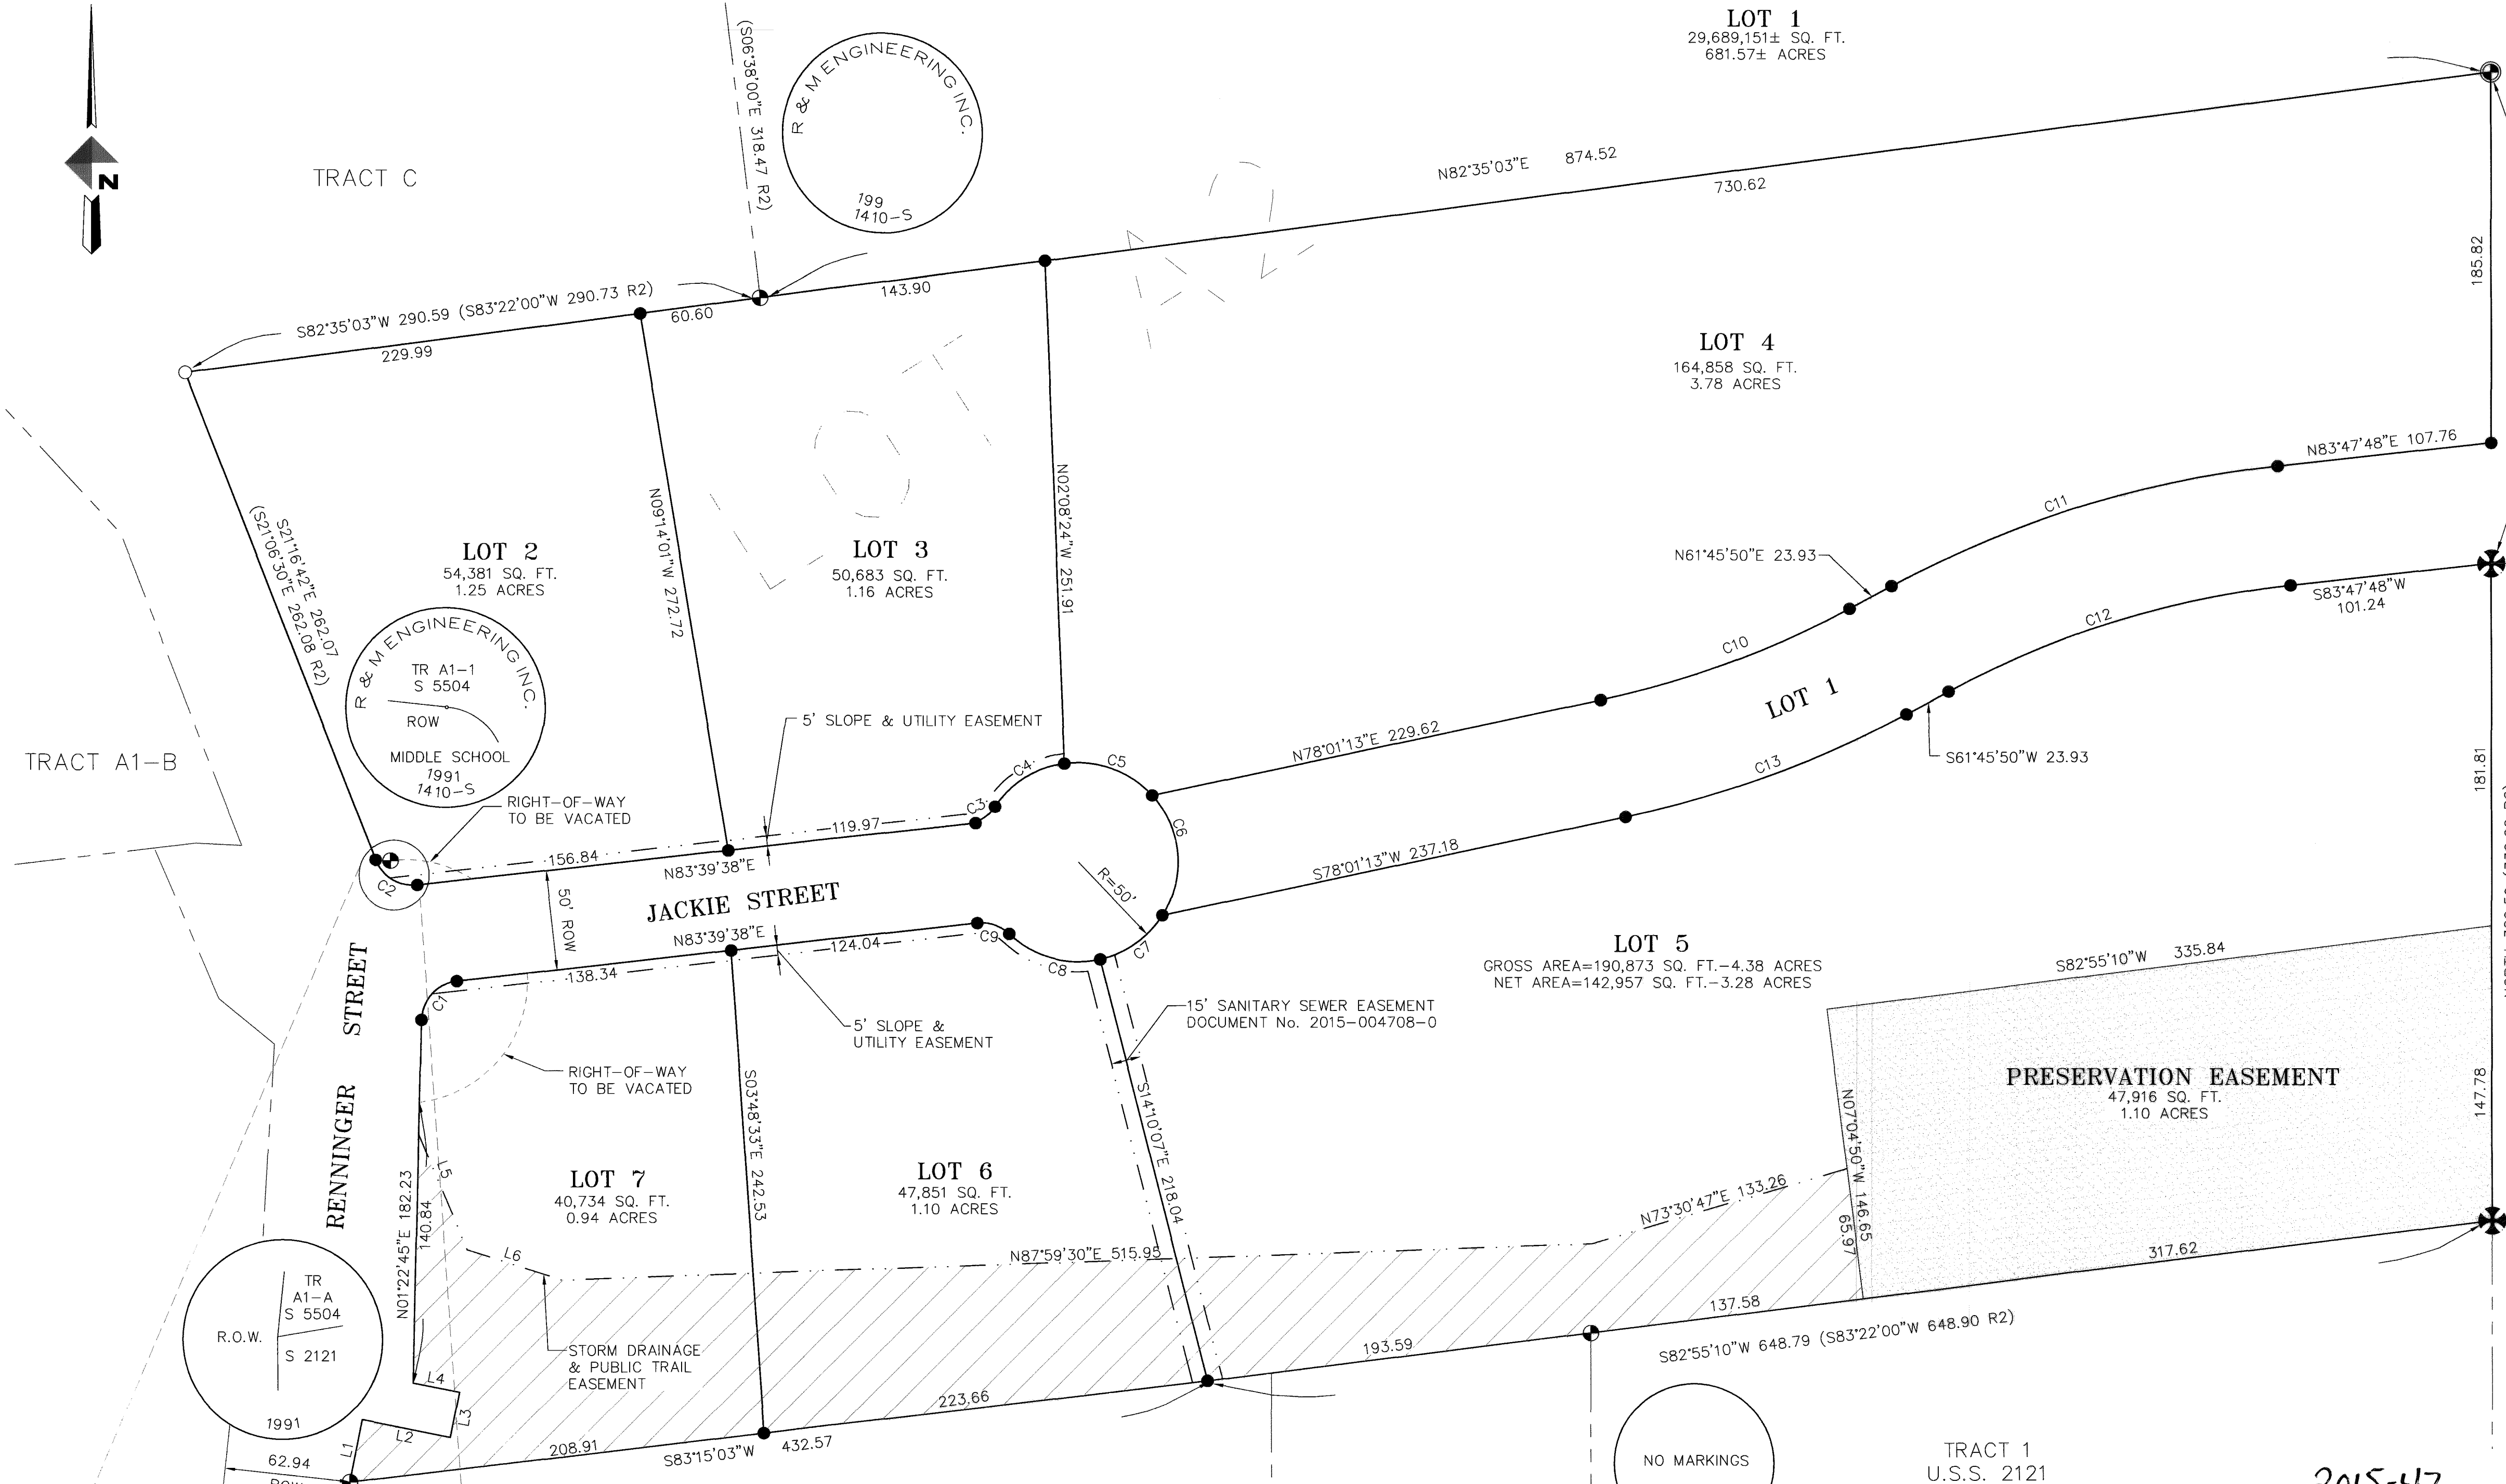 LOT 1
29,689,151± SQ. FT.
681.57± ACRES
(S06°38'00"E 318.47 R2)
R & M ENGINEERING INC.
199
1410-S
N
TRACT C
N82°35'03"E 874.52
730.62
185.82
S82°35'03"W 290.59 (S83°22'00"W 290.73 R2)
229.99
60.60
143.90
LOT 4
164,858 SQ. FT.
3.78 ACRES
N83°47'48"E 107.76
C11
N61°45'50"E 23.93
C10
S83°47'48"W
101.24
C12
S21°16'42"E 262.07
(S21°06'30"E 262.08 R2)
N09°14'01"W 272.72
N02°08'24"W 251.91
LOT 2
54,381 SQ. FT.
1.25 ACRES
LOT 3
50,683 SQ. FT.
1.16 ACRES
R & M ENGINEERING INC.
TR A1-1
S 5504
ROW
MIDDLE SCHOOL
1991
1410-S
TRACT A1-B
5' SLOPE & UTILITY EASEMENT
RIGHT-OF-WAY
TO BE VACATED
C4
C5
C3
C6
N78°01'13"E 229.62
LOT 1
C13
S61°45'50"W 23.93
181.81
119.97
156.84
N83°39'38"E
C2
50' ROW
JACKIE STREET
R=50'
S78°01'13"W 237.18
N83°39'38"E
124.04
C9
C8
C7
138.34
C1
RENNINGER STREET
LOT 5
GROSS AREA=190,873 SQ. FT.-4.38 ACRES
NET AREA=142,957 SQ. FT.-3.28 ACRES
S82°55'10"W 335.84
15' SANITARY SEWER EASEMENT
DOCUMENT No. 2015-004708-0
5' SLOPE &
UTILITY EASEMENT
RIGHT-OF-WAY
TO BE VACATED
PRESERVATION EASEMENT
47,916 SQ. FT.
1.10 ACRES
147.78
N07°04'50"W 146.65
65.97
S03°48'33"E 242.53
S14°10'07"E 218.04
L5
N01°22'45"E 182.23
140.84
LOT 7
40,734 SQ. FT.
0.94 ACRES
LOT 6
47,851 SQ. FT.
1.10 ACRES
N73°30'47"E 133.26
L6
N87°59'30"E 515.95
317.62
137.58
S82°55'10"W 648.79 (S83°22'00"W 648.90 R2)
193.59
TR
A1-A
S 5504
R.O.W.
S 2121
1991
STORM DRAINAGE
& PUBLIC TRAIL
EASEMENT
L4
L3
L2
L1
223.66
208.91
S83°15'03"W 432.57
62.94
ROW
NO MARKINGS
TRACT 1
U.S.S. 2121
2015-47